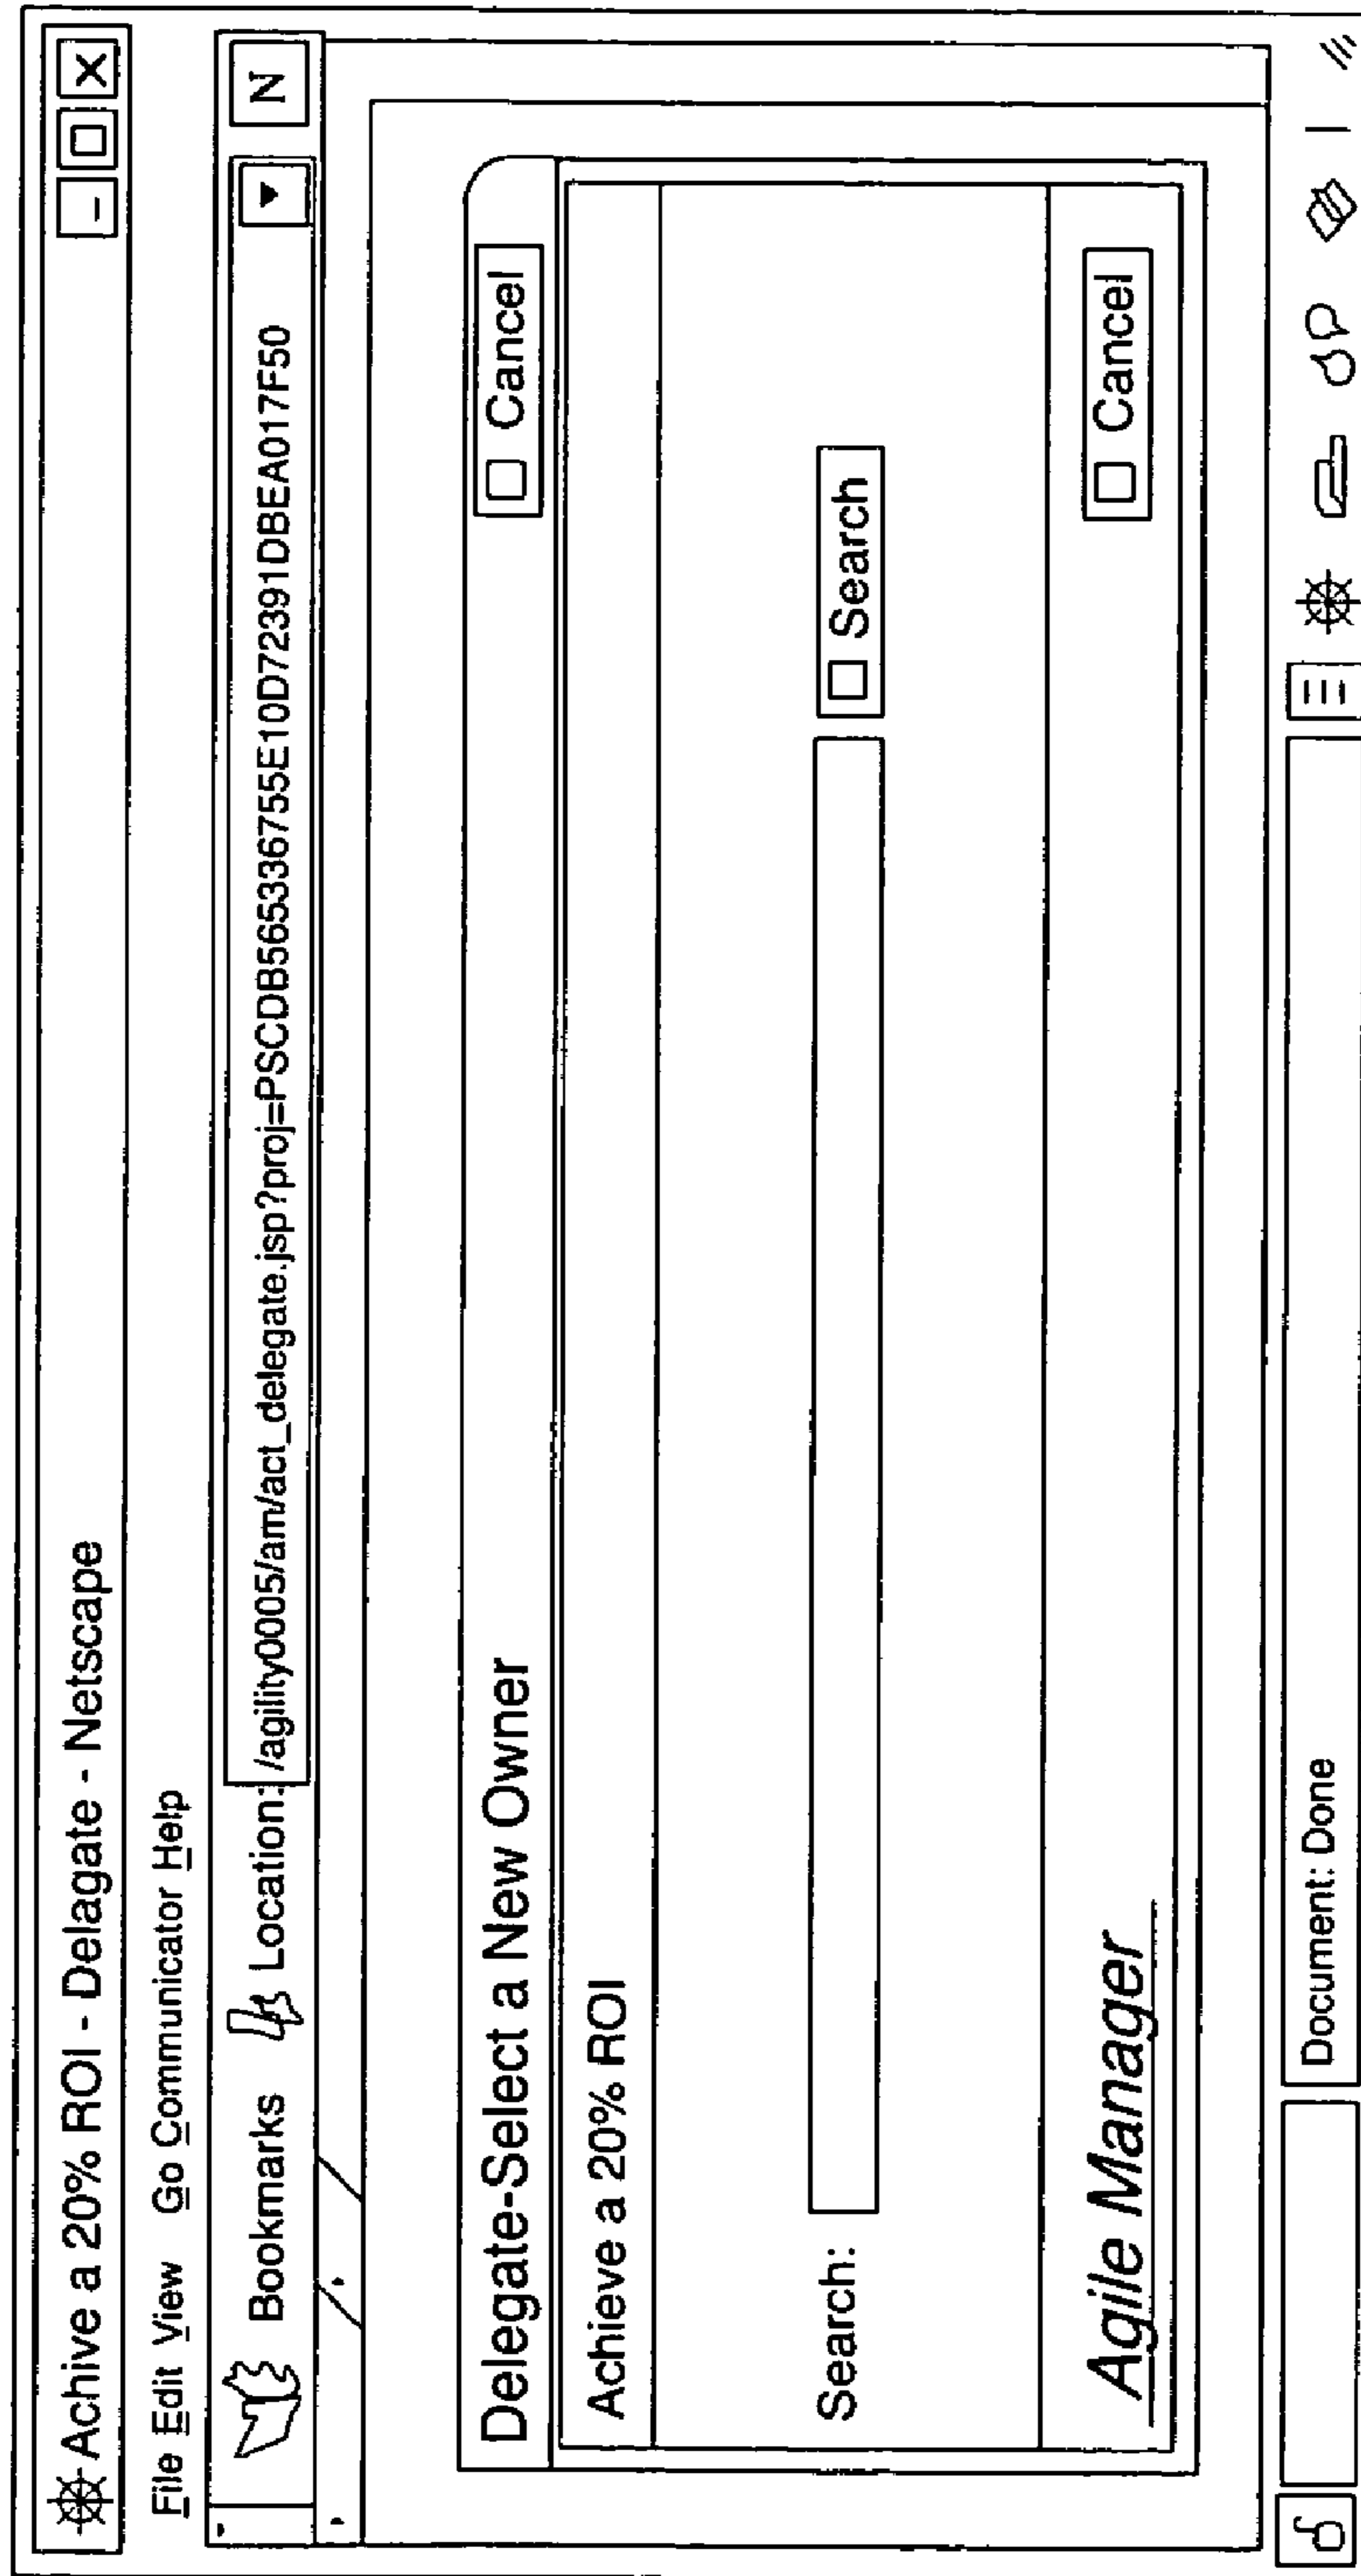 Achive a 20% ROI - Delagate - Netscape
File Edit View Go Communicator Help
Bookmarks Location: /agility0005/am/act_delegate.jsp?proj=PSCDB56533675​5E10D72391DBEA017F50 N
Delegate-Select a New Owner Cancel
Achieve a 20% ROI
Search: Search
Agile Manager Cancel
Document: Done